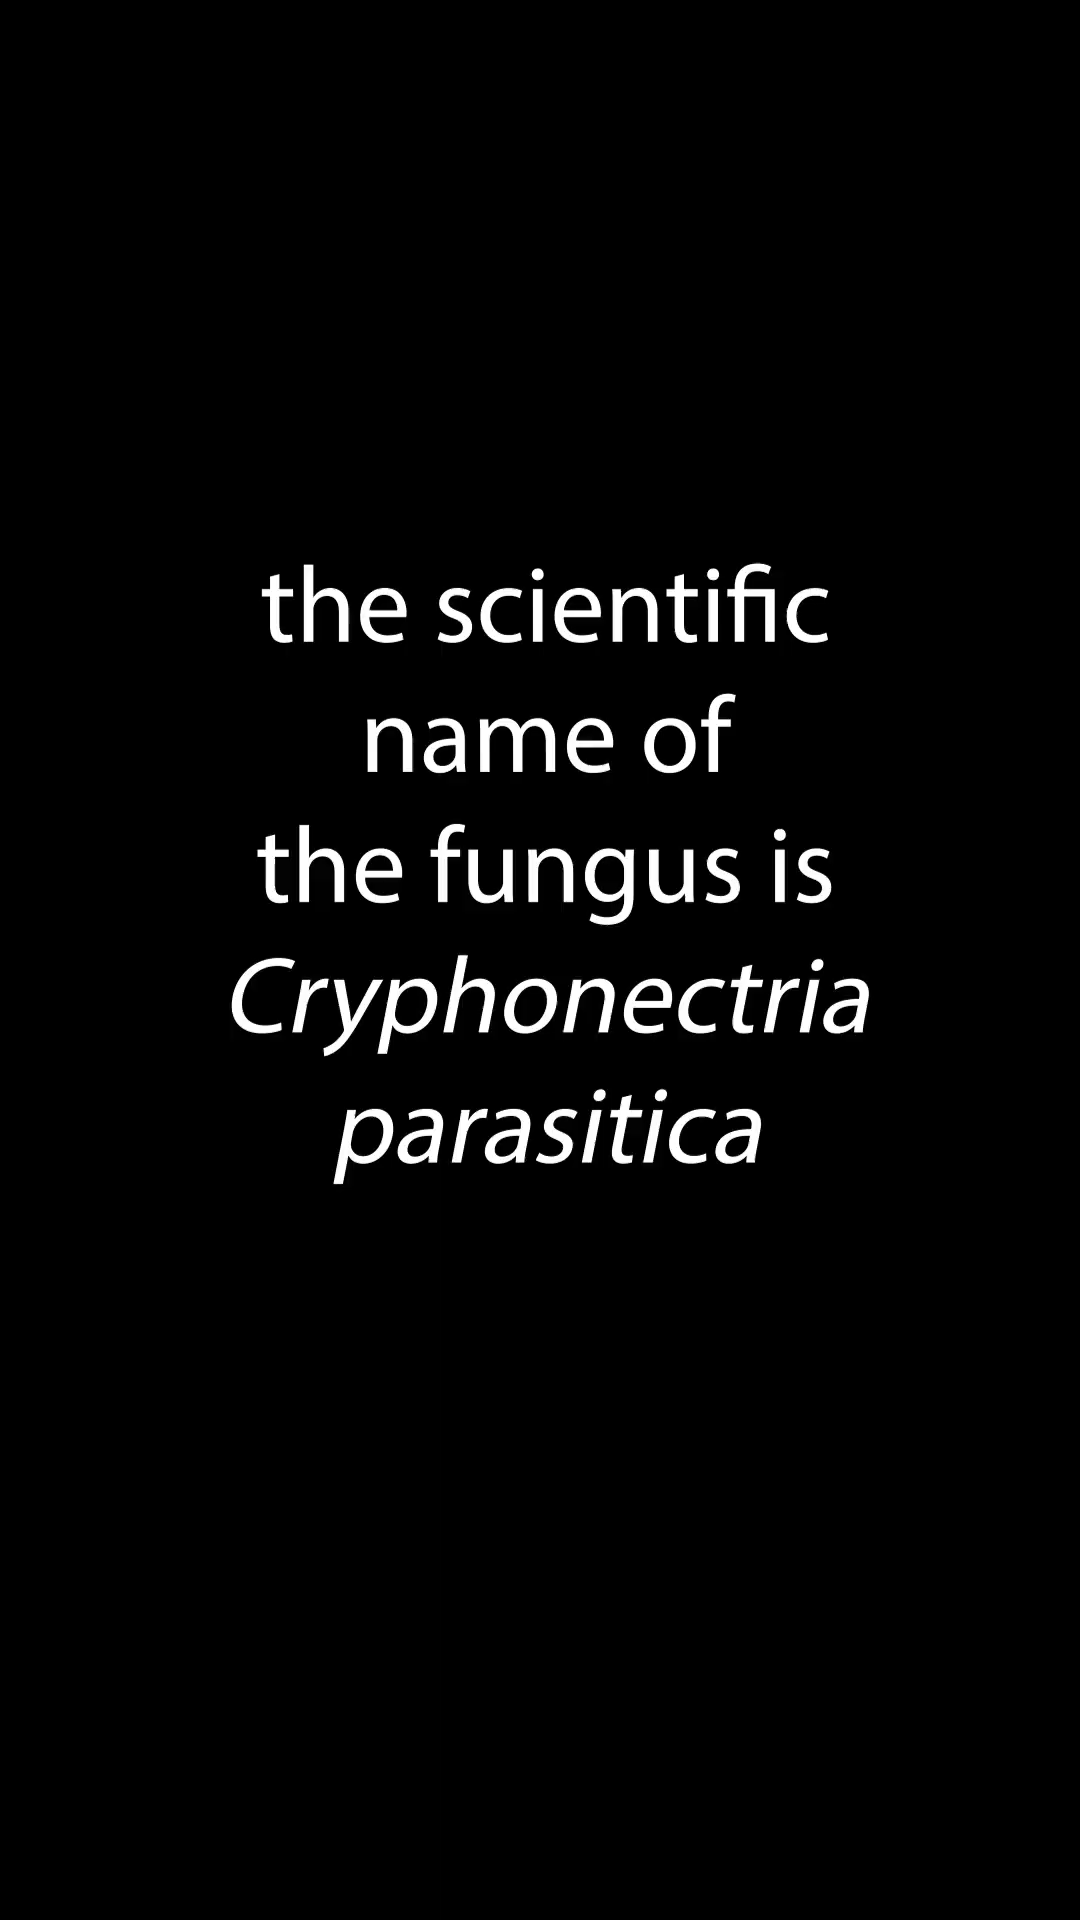 the scientific
name of
the fungus is
Cryphonectria
parasitica